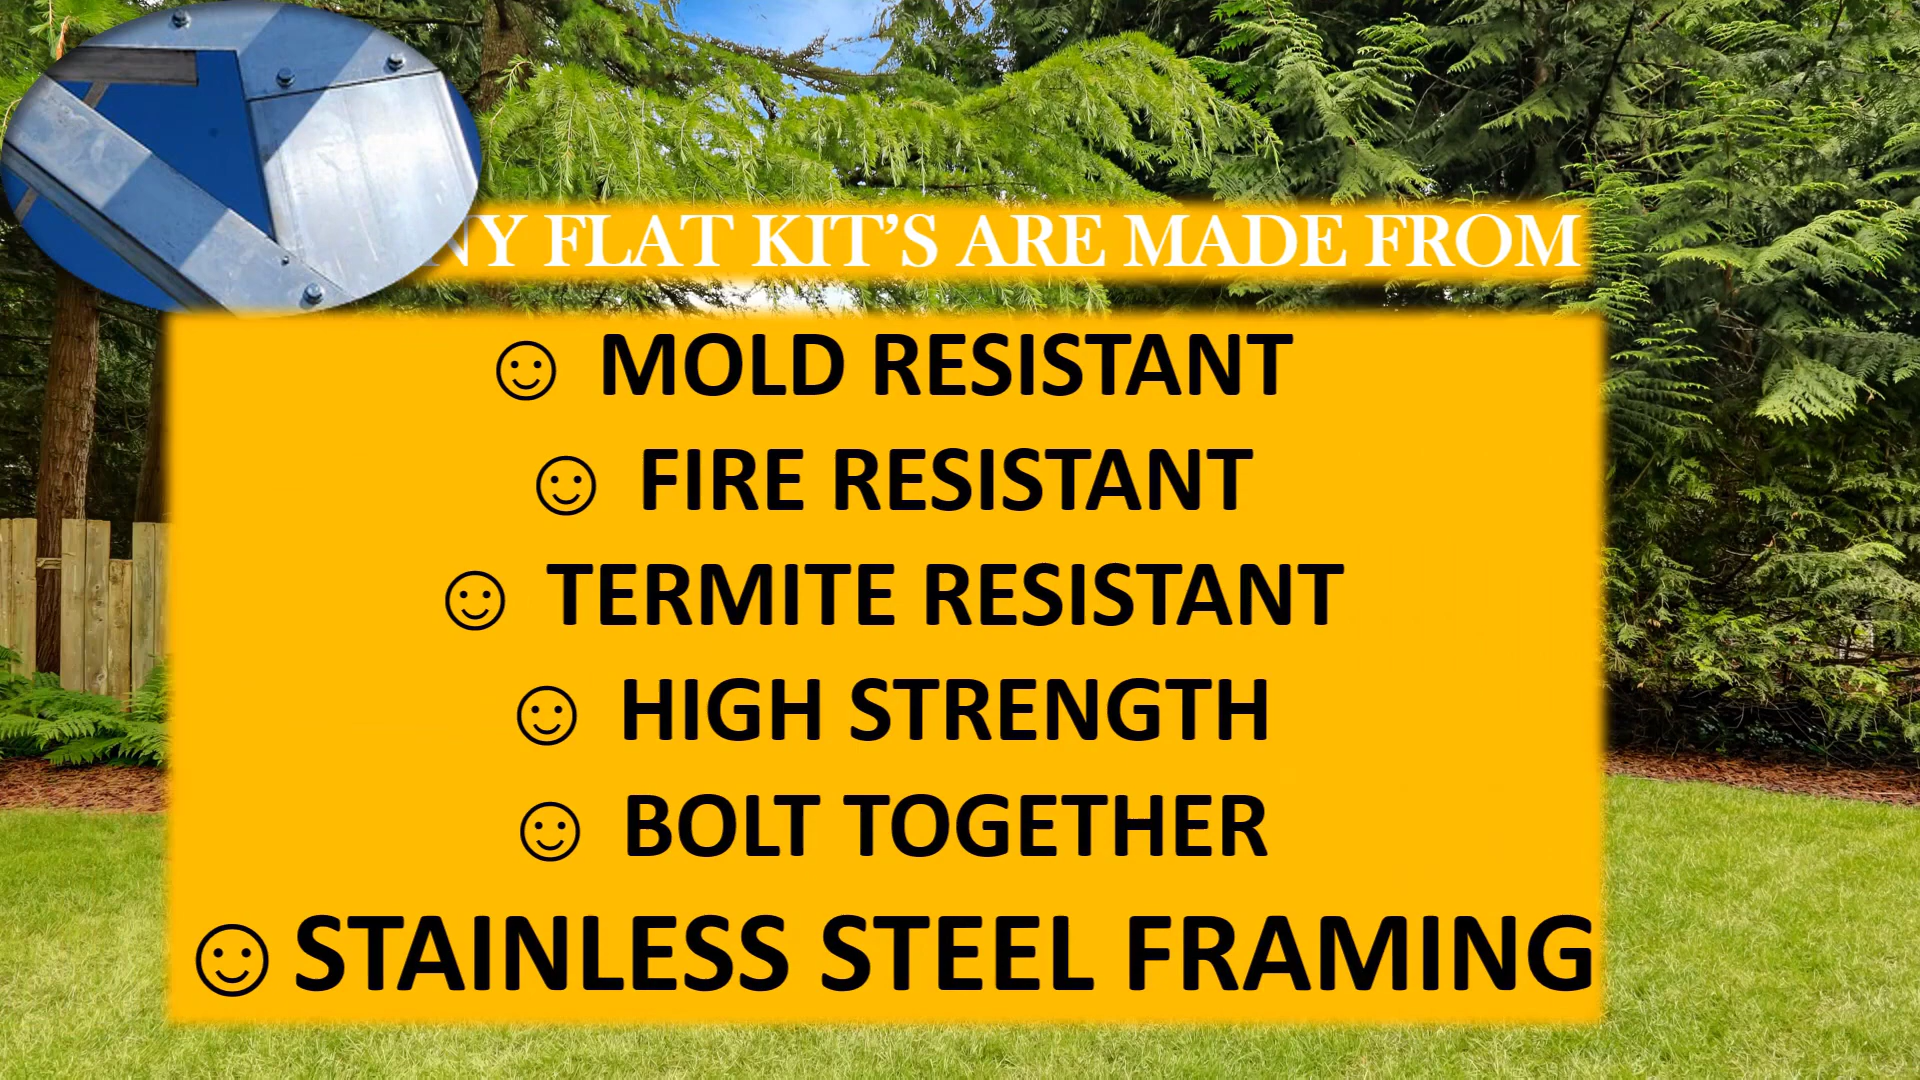 NY FLAT KIT’S ARE MADE FROM
☺ MOLD RESISTANT
☺ FIRE RESISTANT
☺ TERMITE RESISTANT
☺ HIGH STRENGTH
☺ BOLT TOGETHER
☺ STAINLESS STEEL FRAMING